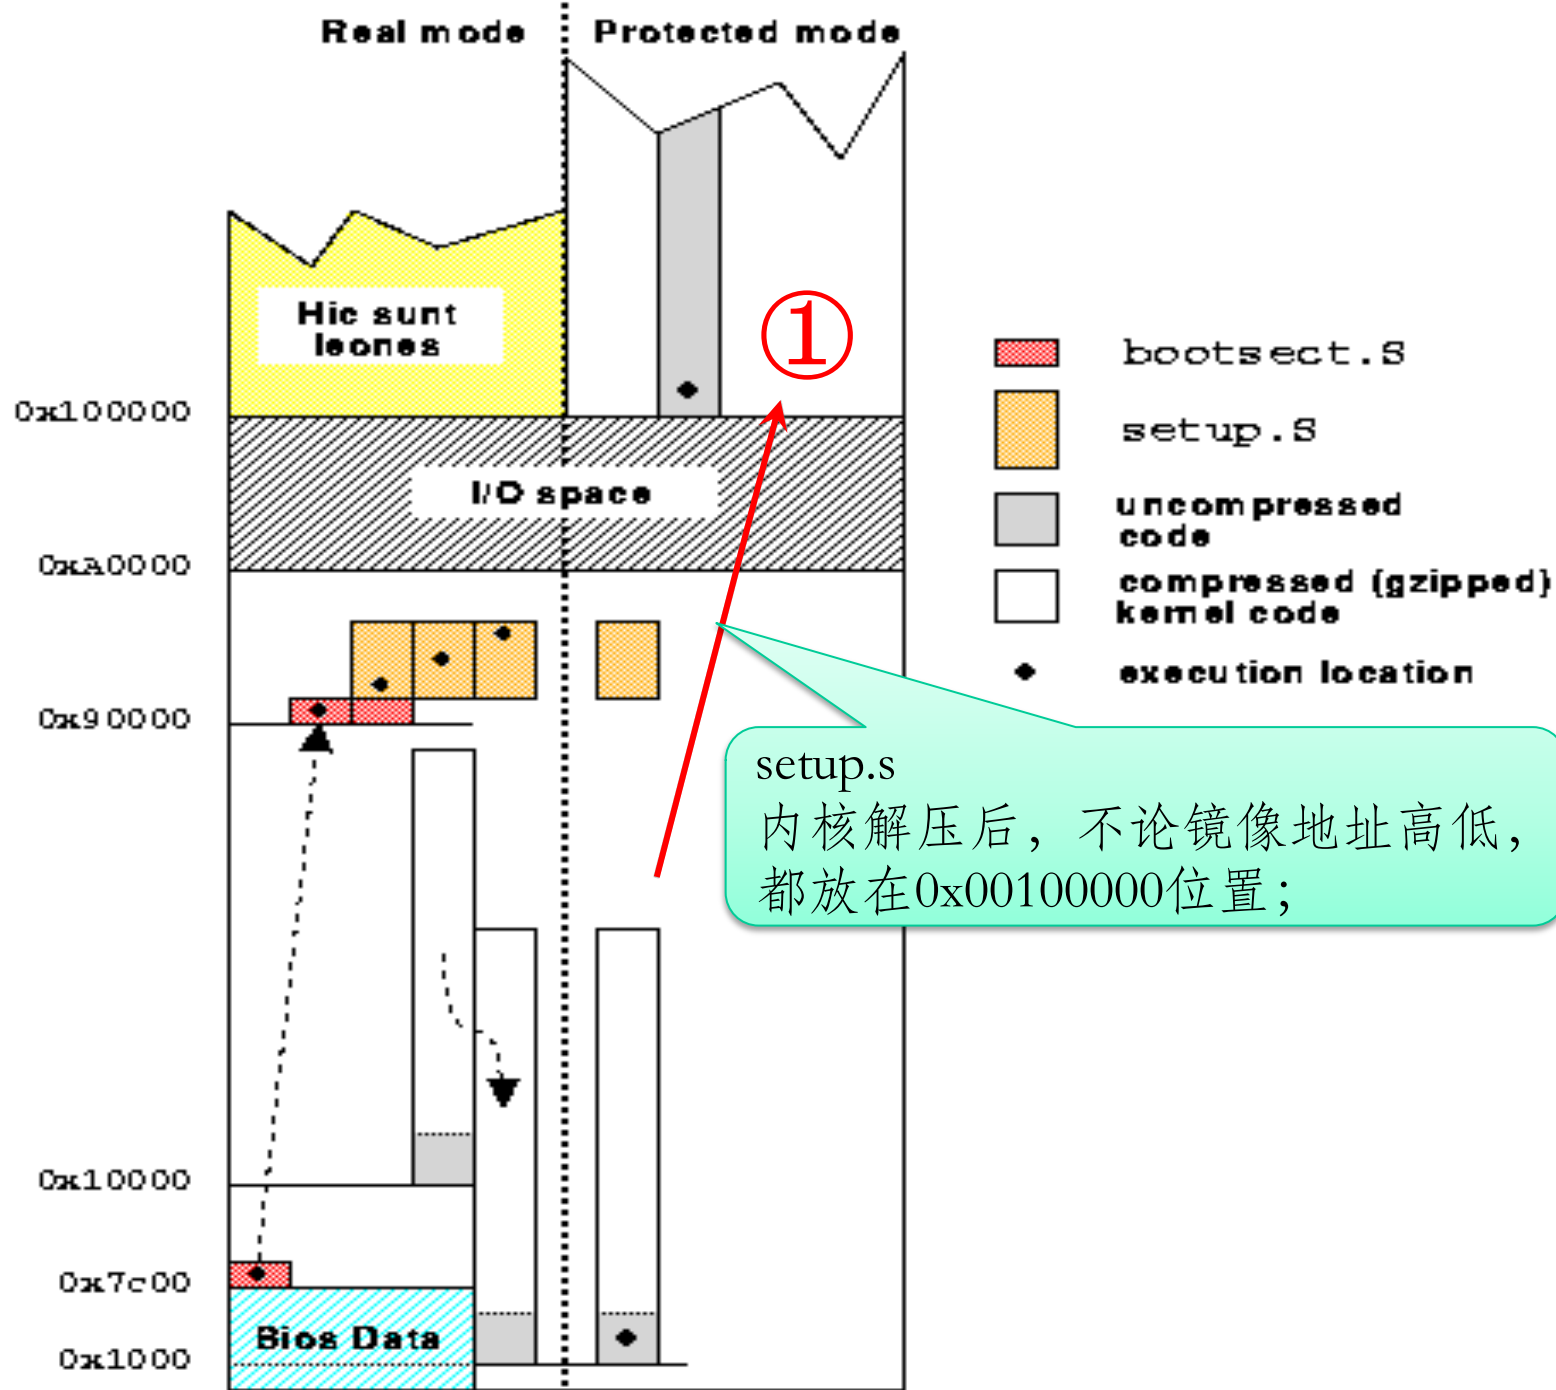 Real mode
Protected mode
①
Hic sunt
leones
0x100000
I/O space
0xA0000
0x90000
0x10000
0x7c00
Bios Data
0x1000
bootsect.S
setup.S
uncompressed
code
compressed (gzipped)
kernel code
execution location
setup.s
内核解压后，不论镜像地址高低，
都放在0x00100000位置；